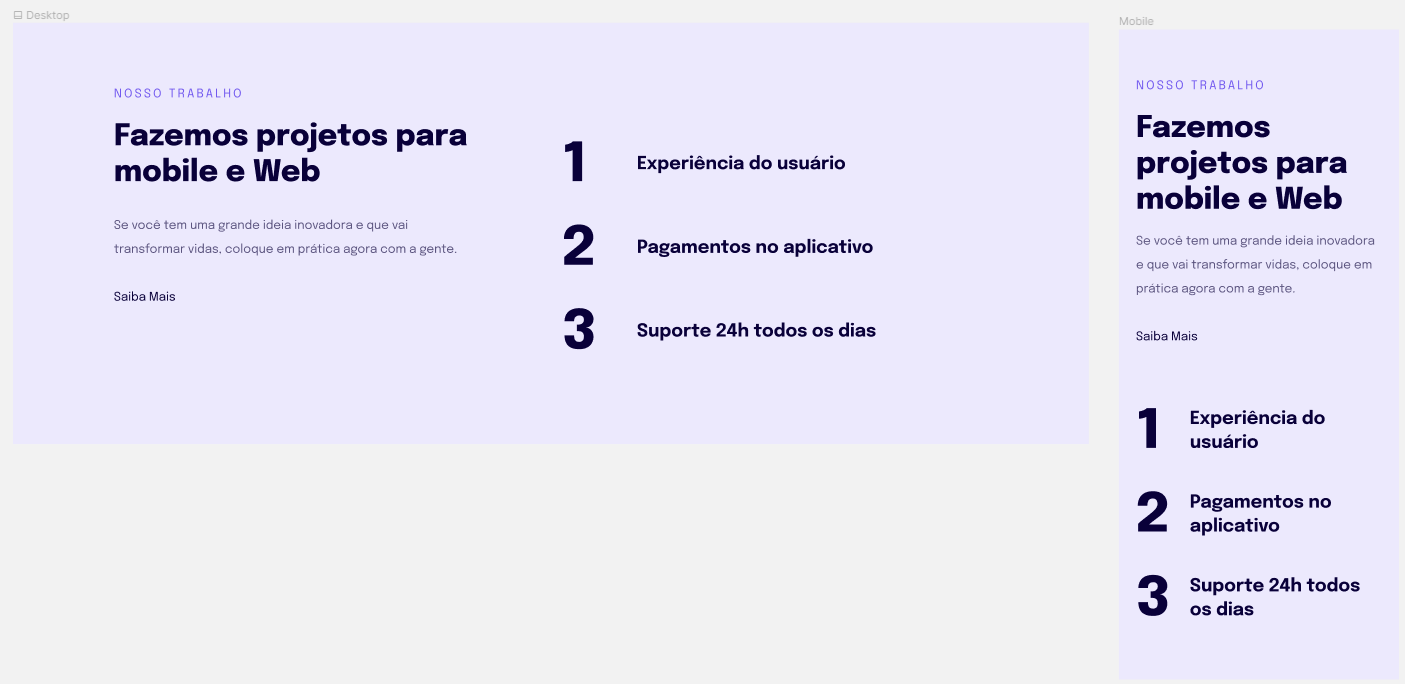 Desktop
NOSSO TRABALHO
Fazemos projetos para
mobile e Web
Se você tem uma grande ideia inovadora e que vai
transformar vidas, coloque em prática agora com a gente.
Saiba Mais
1 Experiência do usuário
2 Pagamentos no aplicativo
3 Suporte 24h todos os dias
Mobile
NOSSO TRABALHO
Fazemos
projetos para
mobile e Web
Se você tem uma grande ideia inovadora
e que vai transformar vidas, coloque em
prática agora com a gente.
Saiba Mais
1 Experiência do
usuário
2 Pagamentos no
aplicativo
3 Suporte 24h todos
os dias